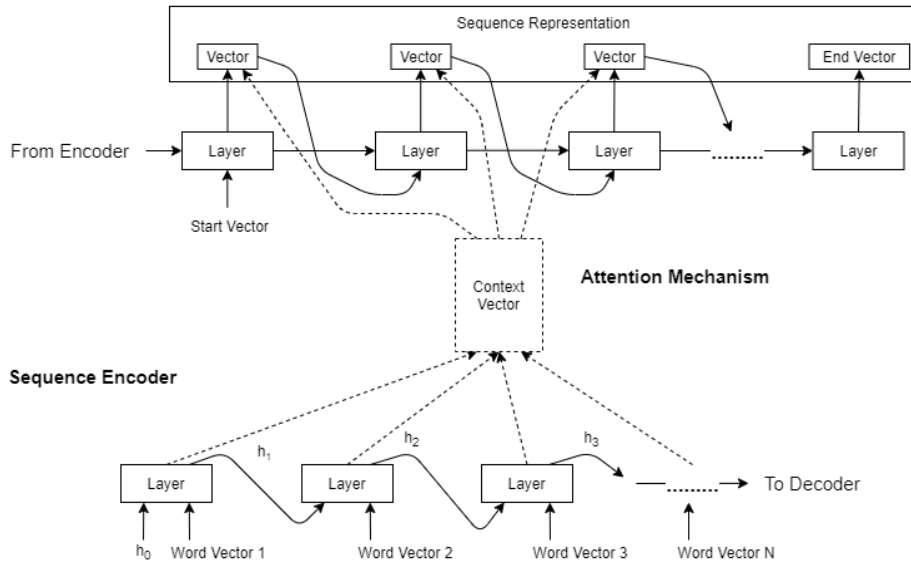 Sequence Representation
Vector Vector Vector End Vector
From Encoder Layer Layer Layer ......... Layer
Start Vector
Context
Vector
Attention Mechanism
Sequence Encoder
h₁ h₂ h₃
Layer Layer Layer ......... To Decoder
h₀ Word Vector 1 Word Vector 2 Word Vector 3 Word Vector N